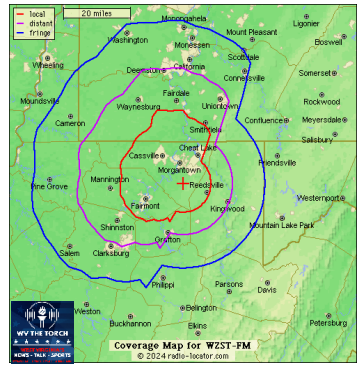 local
distant
fringe
20 miles
Monongahela
Ligonier
Washington
Mount Pleasant
Boswell
Monessen
Scottdale
Wheeling
California
Deemston
Connellsville
Somerset
Moundsville
Fairdale
Rockwood
Waynesburg
Uniontown
Cameron
Confluence
Meyersdale
Smithfield
Salisbury
Cheat Lake
Cassville
Friendsville
Morgantown
Pine Grove
Mannington
Reedsville
Westernport
Fairmont
Kingwood
Mountain Lake Park
Shinnston
Grafton
Salem
Clarksburg
Philippi
Parsons
Davis
Weston
Belington
Buckhannon
Elkins
Petersburg
WV THE TORCH
NEWS - TALK - SPORTS
Coverage Map for WZST-FM
© 2024 radio-locator.com